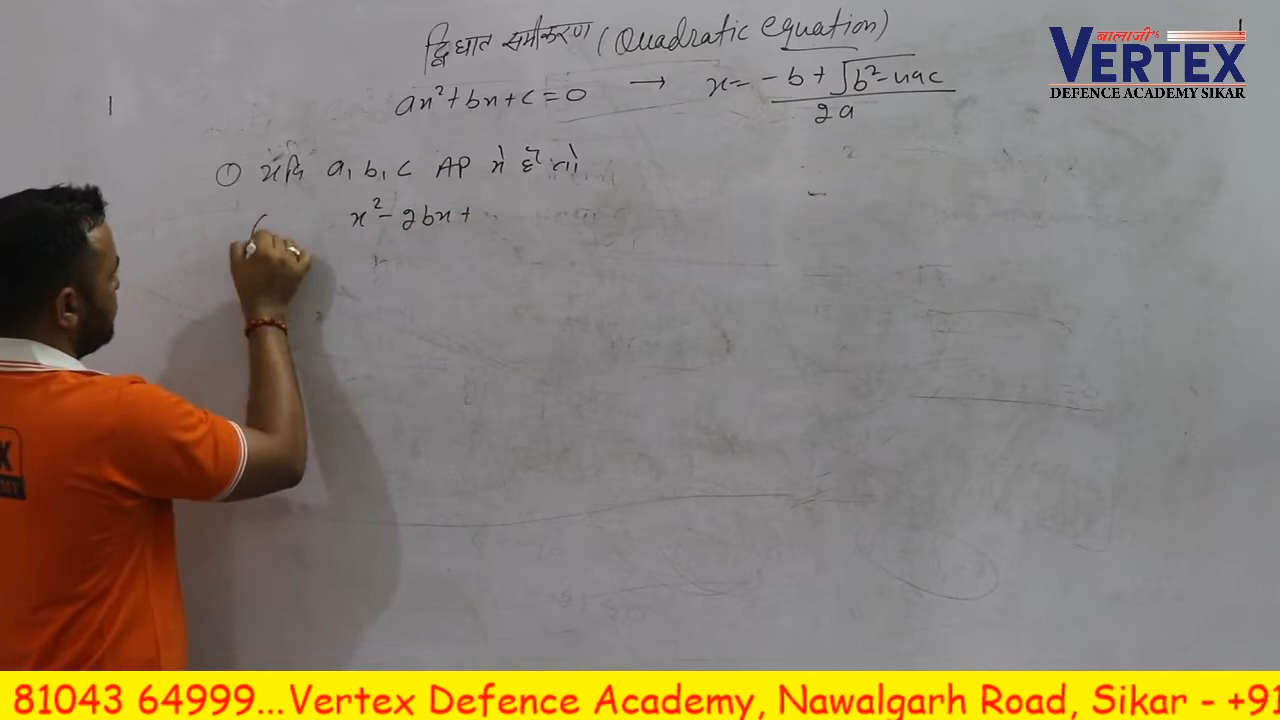 द्विघात समीकरण (Quadratic equation)
ax²+bx+c=0 → x= -b+√b²-4ac / 2a
① यदि a, b, c AP में हो तो
x²-2bx+
बालाजी's
VERTEX
DEFENCE ACADEMY SIKAR
81043 64999...Vertex Defence Academy, Nawalgarh Road, Sikar - +91